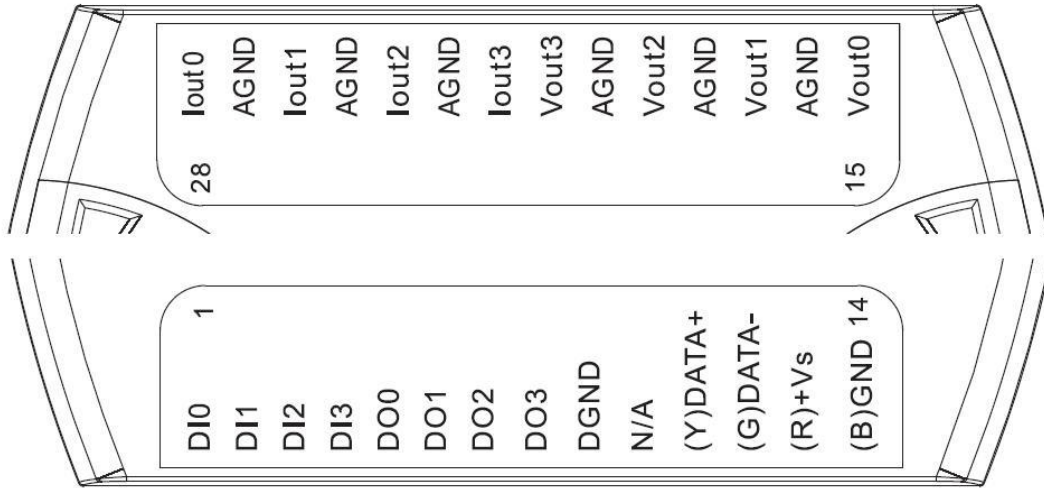 Iout0
AGND
Iout1
AGND
Iout2
AGND
Iout3
Vout3
AGND
Vout2
AGND
Vout1
AGND
Vout0
28
15
1
DI0
DI1
DI2
DI3
DO0
DO1
DO2
DO3
DGND
N/A
(Y)DATA+
(G)DATA-
(R)+Vs
(B)GND 14